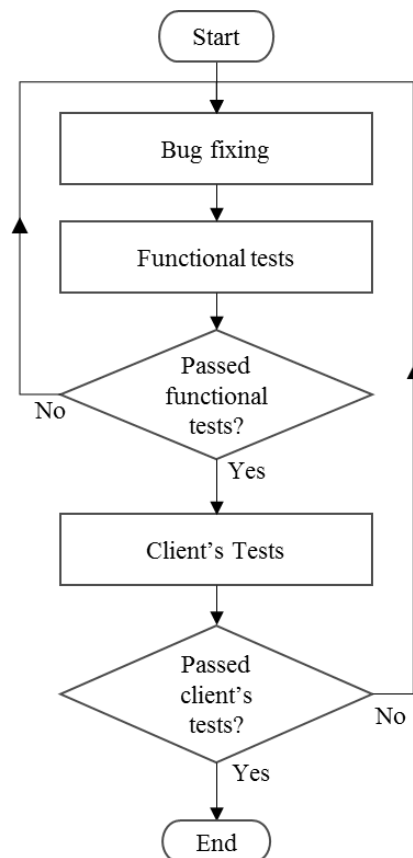 Start
Bug fixing
Functional tests
Passed
functional
tests?
No
Yes
Client's Tests
Passed
client's
tests?
No
Yes
End